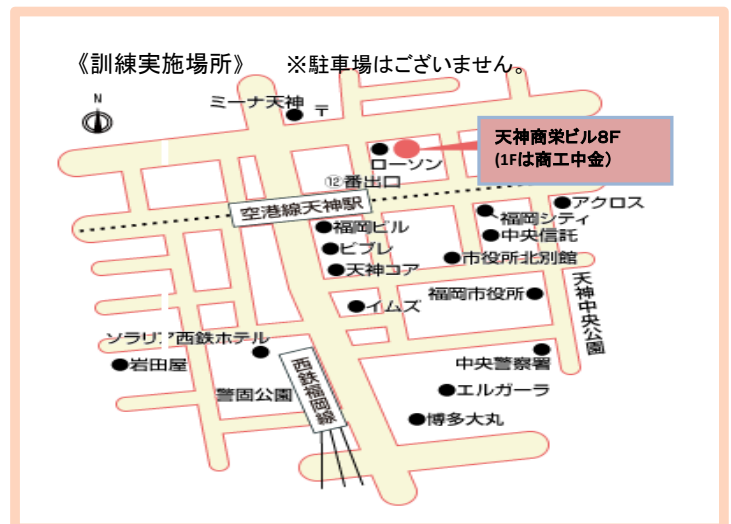 《訓練実施場所》 ※駐車場はございません。
N
ミーナ天神 〒
天神商栄ビル8F
(1Fは商工中金)
ローソン
⑫番出口
空港線天神駅
アクロス
福岡シティ
福岡ビル
中央信託
ビブレ
市役所北別館
天神コア
福岡市役所
イムズ
天神中央公園
ソラリア西鉄ホテル
岩田屋
中央警察署
警固公園
西鉄福岡線
エルガーラ
博多大丸